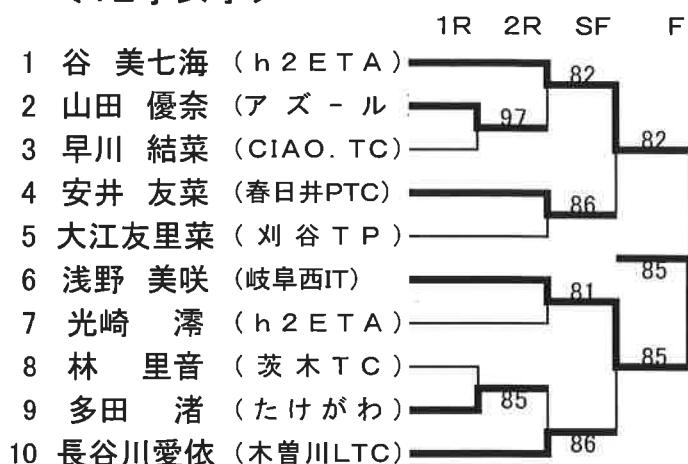 1R 2R SF F
1 谷 美七海 (h2ETA)
82
2 山田 優奈 (アズ-ル
97
82
3 早川 結菜 (CIAO. TC)
4 安井 友菜 (春日井PTC)
86
5 大江友里菜 (刈谷TP)
85
6 浅野 美咲 (岐阜西IT)
81
7 光崎 澪 (h2ETA)
85
8 林 里音 (茨木TC)
85
9 多田 渚 (たけがわ)
86
10 長谷川愛依 (木曽川LTC)